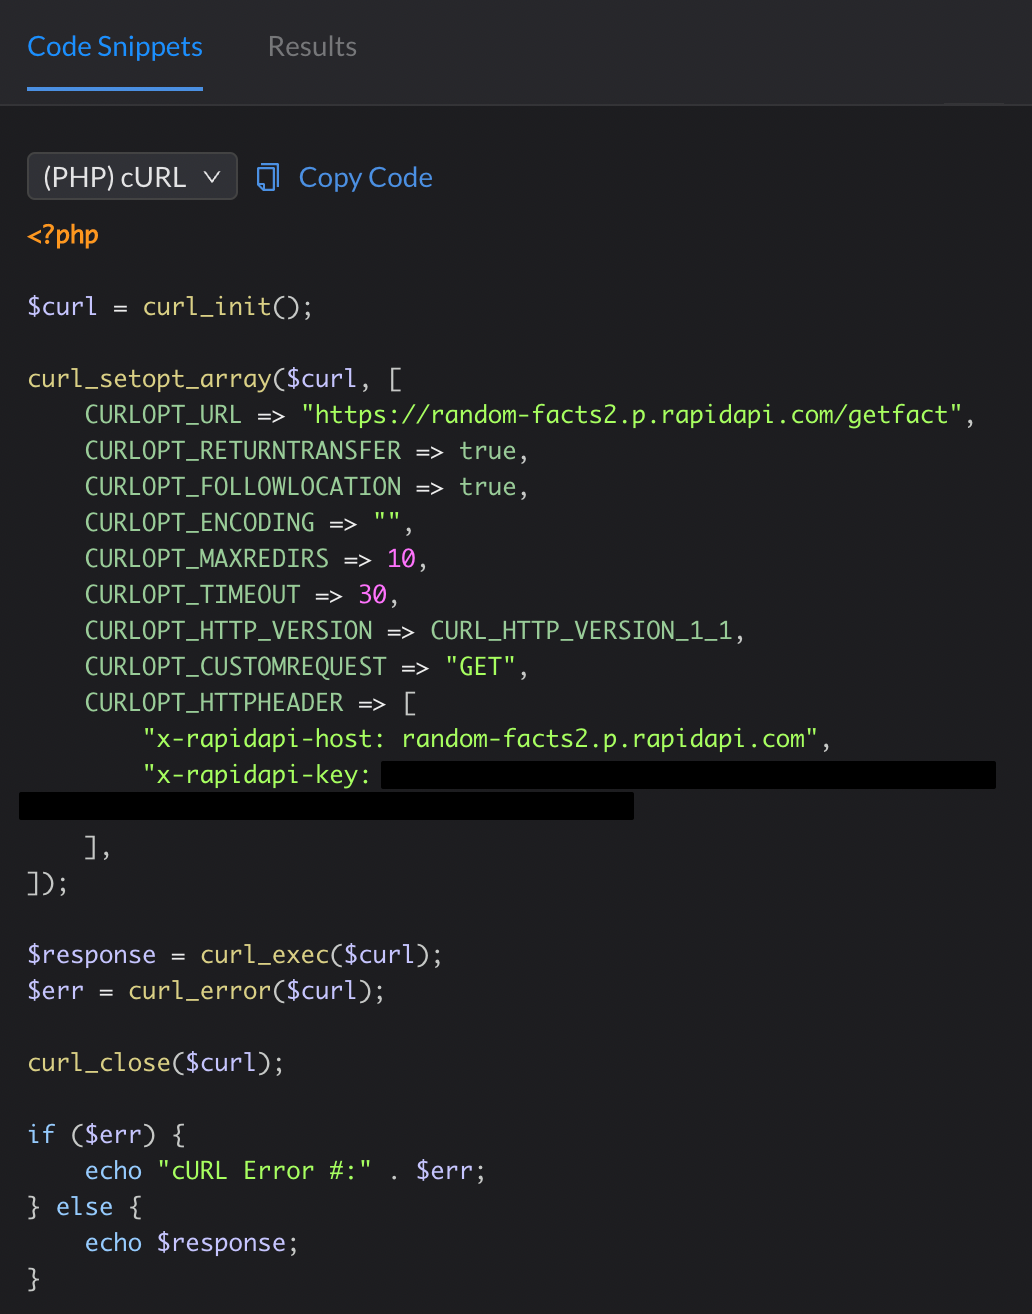 Code Snippets Results
(PHP) cURL Copy Code
<?php
$curl = curl_init();
curl_setopt_array($curl, [
    CURLOPT_URL => "https://random-facts2.p.rapidapi.com/getfact",
    CURLOPT_RETURNTRANSFER => true,
    CURLOPT_FOLLOWLOCATION => true,
    CURLOPT_ENCODING => "",
    CURLOPT_MAXREDIRS => 10,
    CURLOPT_TIMEOUT => 30,
    CURLOPT_HTTP_VERSION => CURL_HTTP_VERSION_1_1,
    CURLOPT_CUSTOMREQUEST => "GET",
    CURLOPT_HTTPHEADER => [
        "x-rapidapi-host: random-facts2.p.rapidapi.com",
        "x-rapidapi-key:
    ],
]);
$response = curl_exec($curl);
$err = curl_error($curl);
curl_close($curl);
if ($err) {
    echo "cURL Error #:" . $err;
} else {
    echo $response;
}